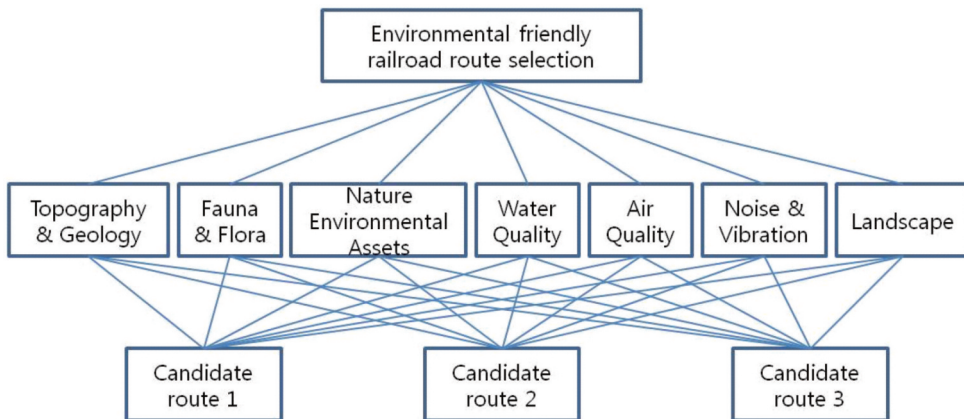 Environmental friendly
railroad route selection
Topography
& Geology
Fauna
& Flora
Nature
Environmental
Assets
Water
Quality
Air
Quality
Noise &
Vibration
Landscape
Candidate
route 1
Candidate
route 2
Candidate
route 3